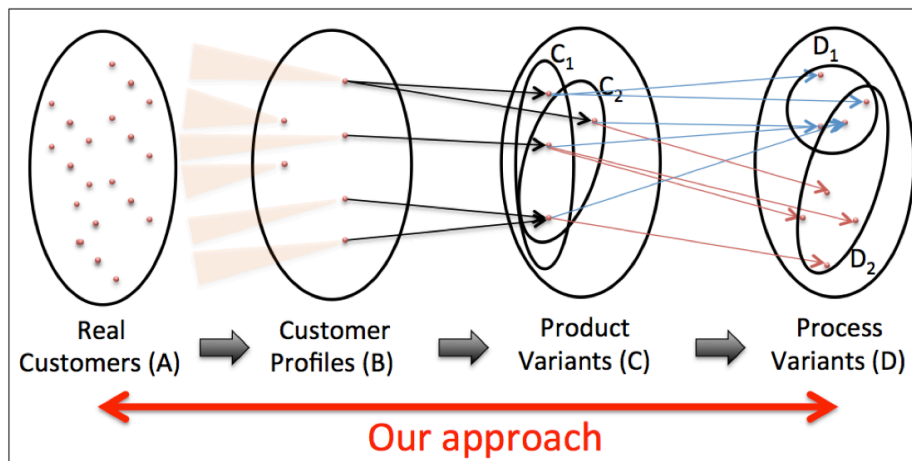 C1
C2
D1
D2
Real
Customers (A)
Customer
Profiles (B)
Product
Variants (C)
Process
Variants (D)
Our approach